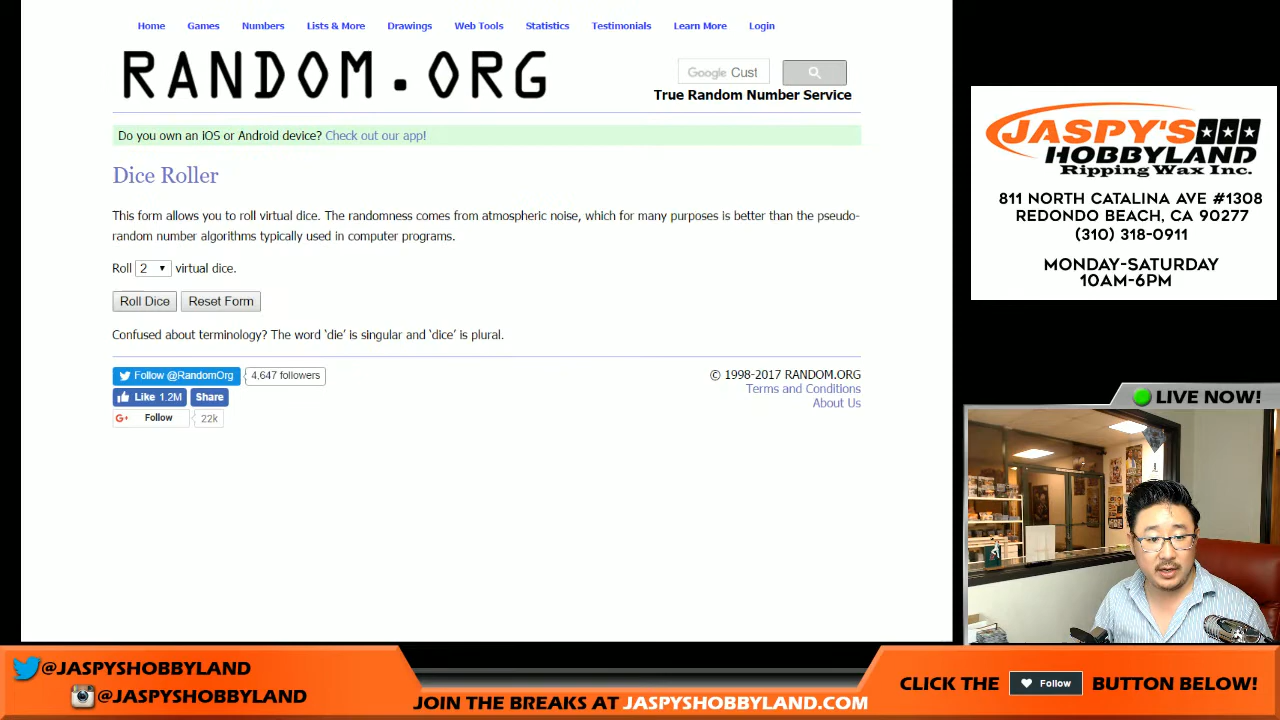 Home Games Numbers Lists & More Drawings Web Tools Statistics Testimonials Learn More Login
RANDOM.ORG
Google Cust
True Random Number Service
Do you own an iOS or Android device? Check out our app!
Dice Roller
This form allows you to roll virtual dice. The randomness comes from atmospheric noise, which for many purposes is better than the pseudo-
random number algorithms typically used in computer programs.
Roll 2 virtual dice.
Roll Dice Reset Form
Confused about terminology? The word ‘die’ is singular and ‘dice’ is plural.
Follow @RandomOrg 4,647 followers
Like 1.2M Share
G+ Follow 22k
© 1998-2017 RANDOM.ORG
Terms and Conditions
About Us
JASPY'S
HOBBYLAND
Ripping Wax Inc.
811 NORTH CATALINA AVE #1308
REDONDO BEACH, CA 90277
(310) 318-0911
MONDAY-SATURDAY
10AM-6PM
LIVE NOW!
@JASPYSHOBBYLAND
@JASPYSHOBBYLAND
JOIN THE BREAKS AT JASPYSHOBBYLAND.COM
CLICK THE Follow BUTTON BELOW!